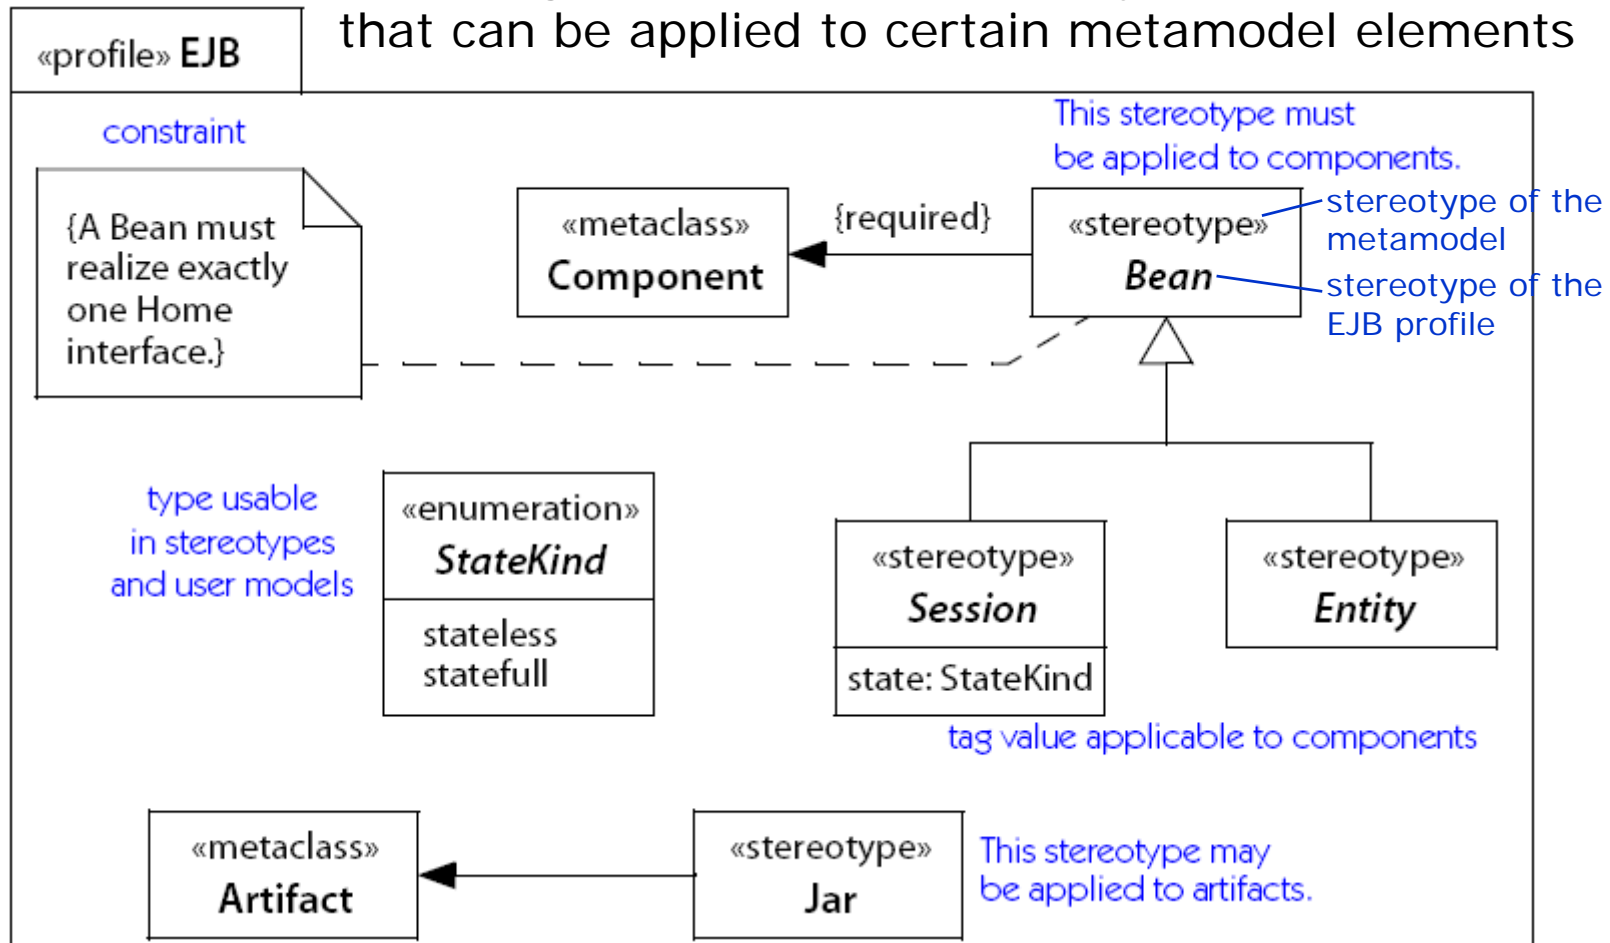 that can be applied to certain metamodel elements
«profile» EJB
constraint
This stereotype must
be applied to components.
{A Bean must
realize exactly
one Home
interface.}
«metaclass»
Component
{required}
«stereotype»
Bean
stereotype of the
metamodel
stereotype of the
EJB profile
type usable
in stereotypes
and user models
«enumeration»
StateKind
stateless
statefull
«stereotype»
Session
state: StateKind
«stereotype»
Entity
tag value applicable to components
«metaclass»
Artifact
«stereotype»
Jar
This stereotype may
be applied to artifacts.